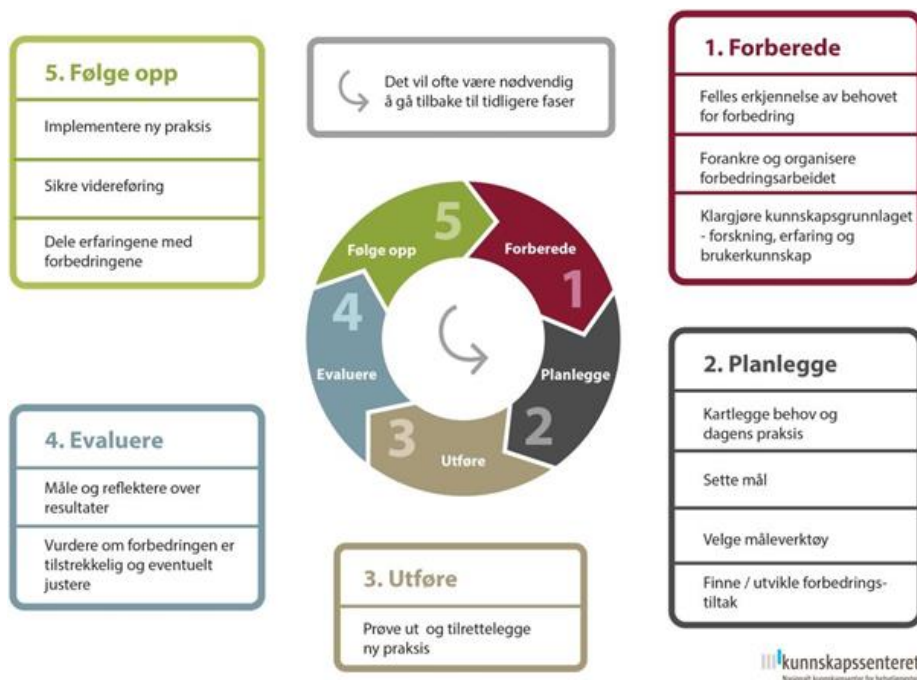 5. Følge opp
Implementere ny praksis
Sikre videreføring
Dele erfaringene med
forbedringene
Det vil ofte være nødvendig
å gå tilbake til tidligere faser
1. Forberede
Felles erkjennelse av behovet
for forbedring
Forankre og organisere
forbedringsarbeidet
Klargjøre kunnskapsgrunnlaget
- forskning, erfaring og
brukerkunnskap
5
Følge opp
Forberede
1
4
Evaluere
Planlegge
2
3
Utføre
2. Planlegge
Kartlegge behov og
dagens praksis
Sette mål
Velge måleverktøy
Finne / utvikle forbedrings-
tiltak
4. Evaluere
Måle og reflektere over
resultater
Vurdere om forbedringen er
tilstrekkelig og eventuelt
justere
3. Utføre
Prøve ut og tilrettelegge
ny praksis
kunnskapssenteret
Nasjonalt kunnskapssenter for